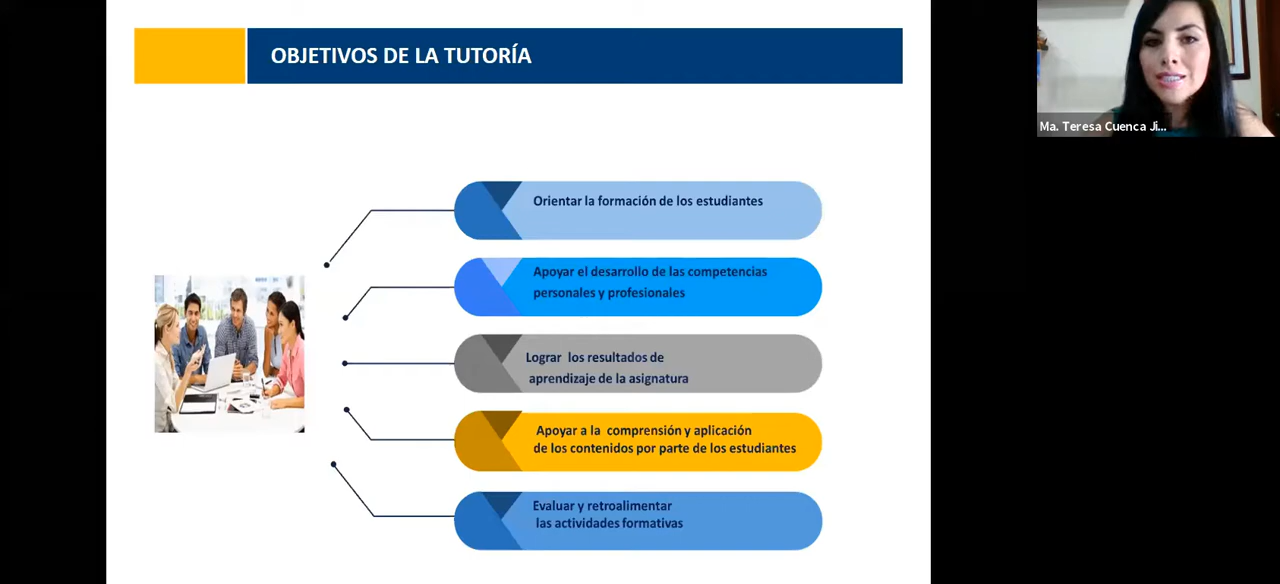 OBJETIVOS DE LA TUTORÍA
Ma. Teresa Cuenca Ji...
Orientar la formación de los estudiantes
Apoyar el desarrollo de las competencias
personales y profesionales
Lograr los resultados de
aprendizaje de la asignatura
Apoyar a la comprensión y aplicación
de los contenidos por parte de los estudiantes
Evaluar y retroalimentar
las actividades formativas